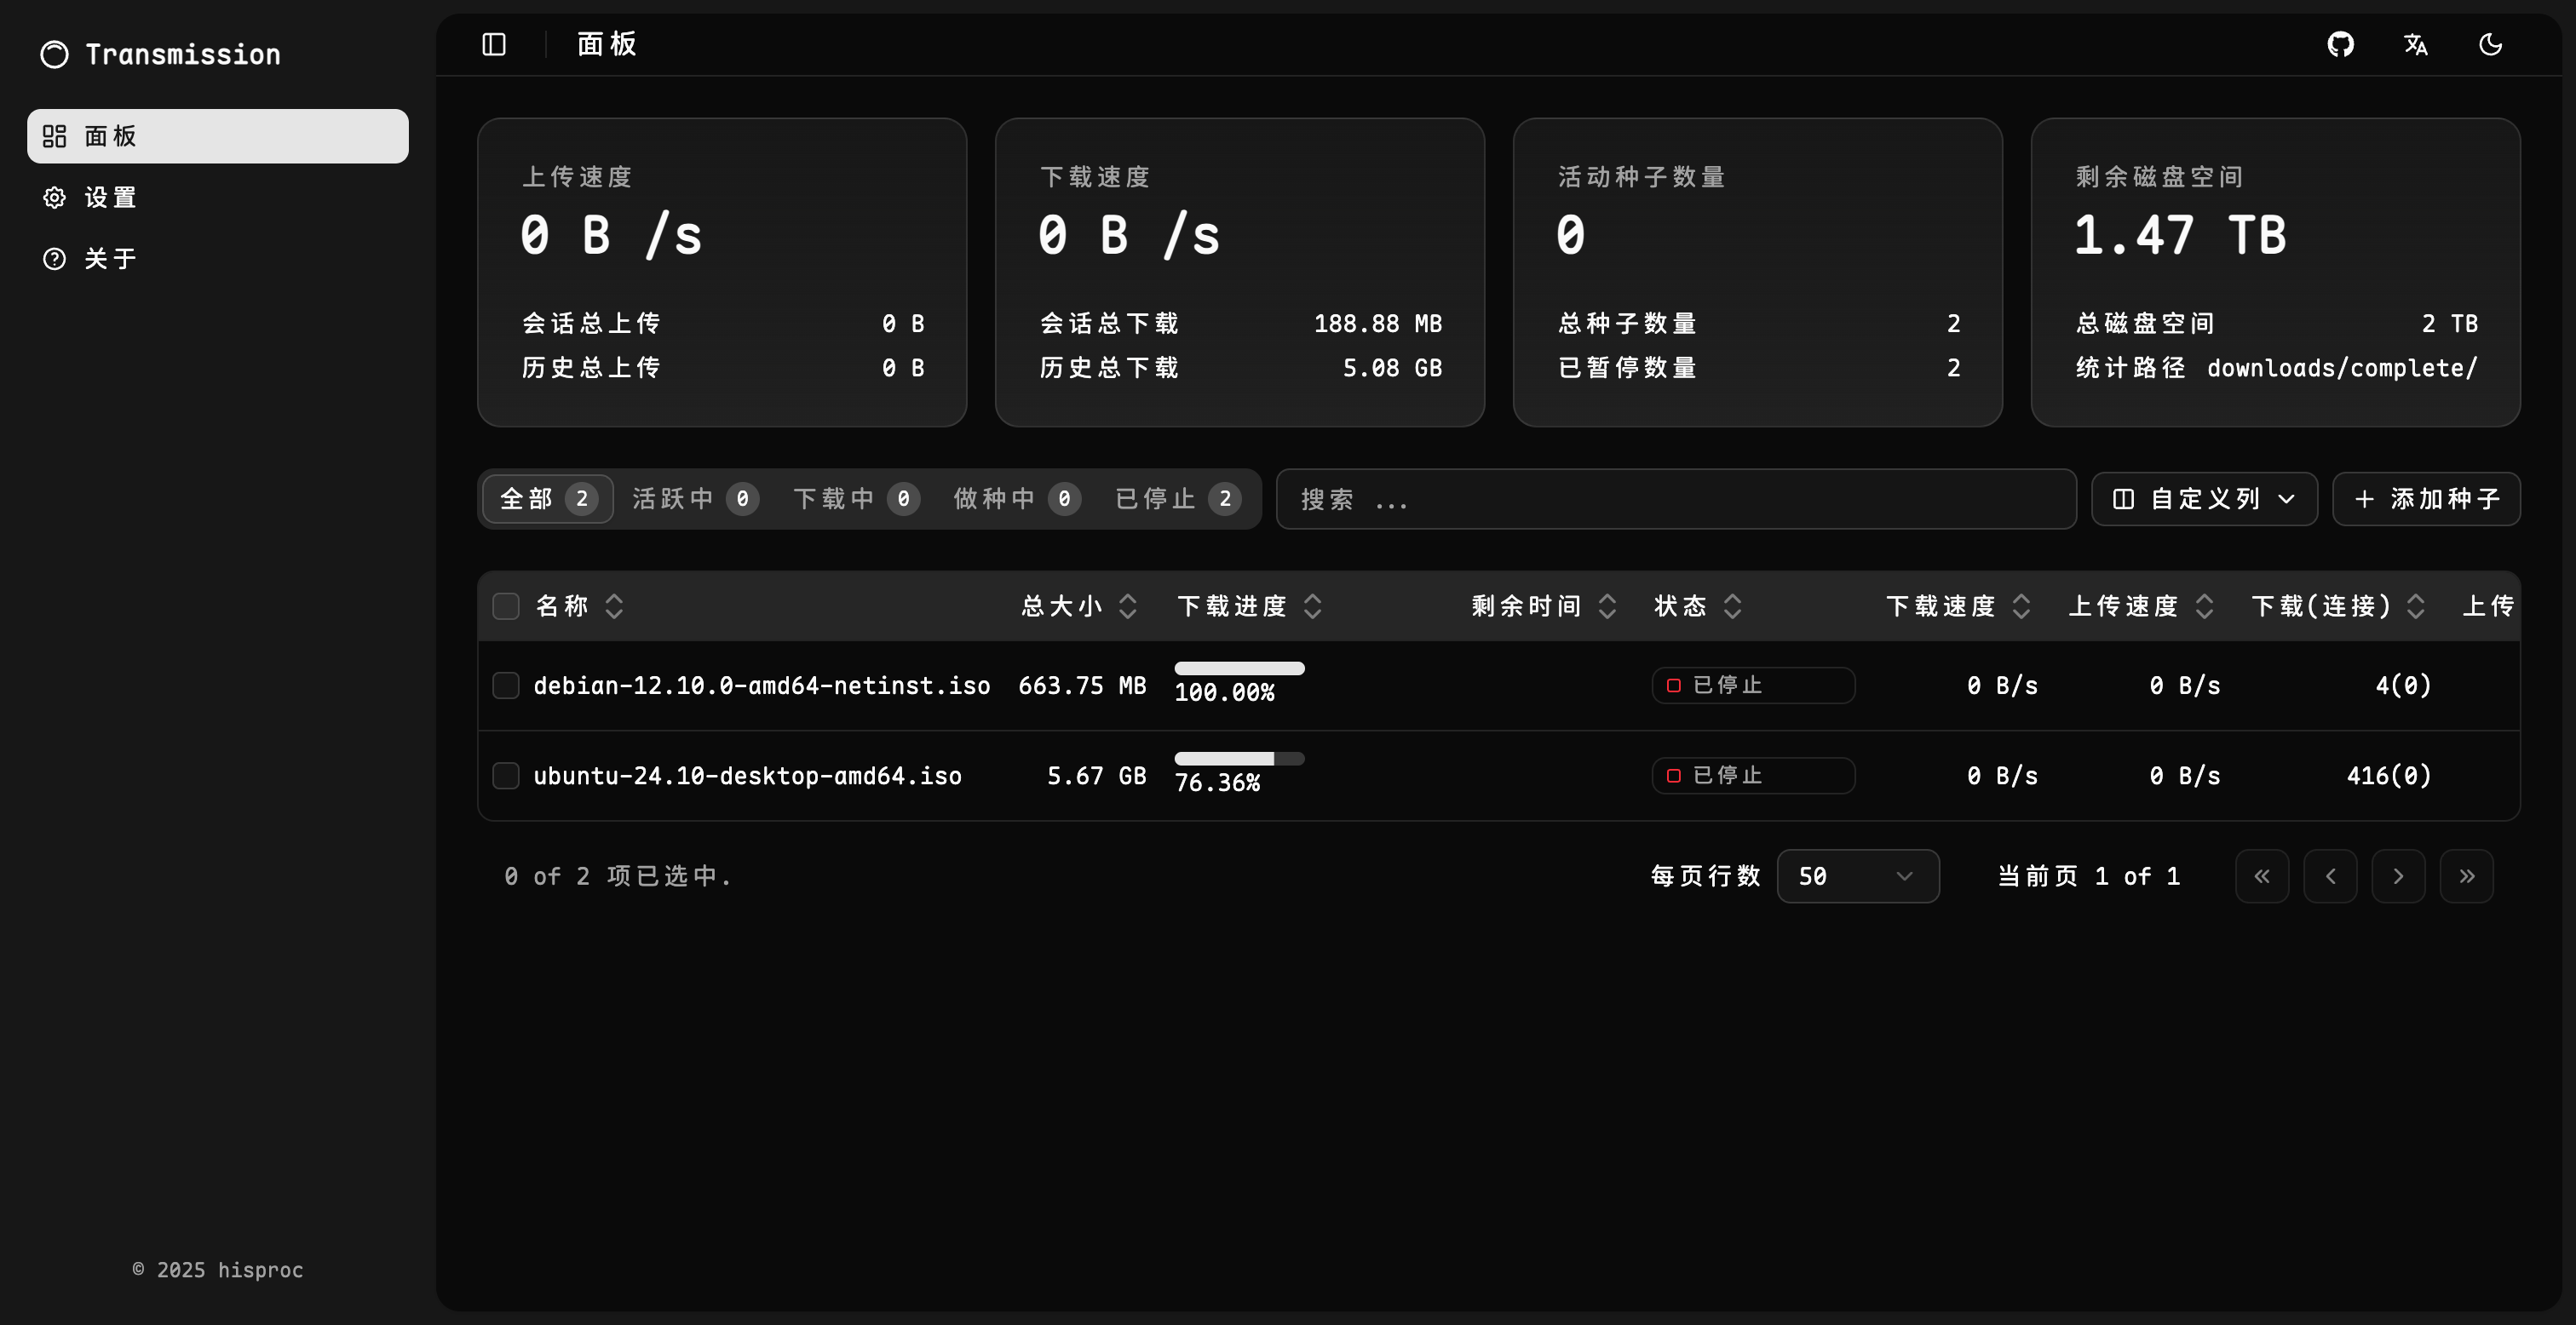 Transmission
面板
设置
关于
© 2025 hisproc
面板
上传速度
0 B /s
会话总上传 0 B
历史总上传 0 B
下载速度
0 B /s
会话总下载 188.88 MB
历史总下载 5.08 GB
活动种子数量
0
总种子数量 2
已暂停数量 2
剩余磁盘空间
1.47 TB
总磁盘空间 2 TB
统计路径 downloads/complete/
全部 2 活跃中 0 下载中 0 做种中 0 已停止 2 搜索 ... 自定义列 添加种子
名称 总大小 下载进度 剩余时间 状态 下载速度 上传速度 下载(连接) 上传
debian-12.10.0-amd64-netinst.iso 663.75 MB 100.00% 已停止 0 B/s 0 B/s 4(0)
ubuntu-24.10-desktop-amd64.iso 5.67 GB 76.36% 已停止 0 B/s 0 B/s 416(0)
0 of 2 项已选中. 每页行数 50 当前页 1 of 1